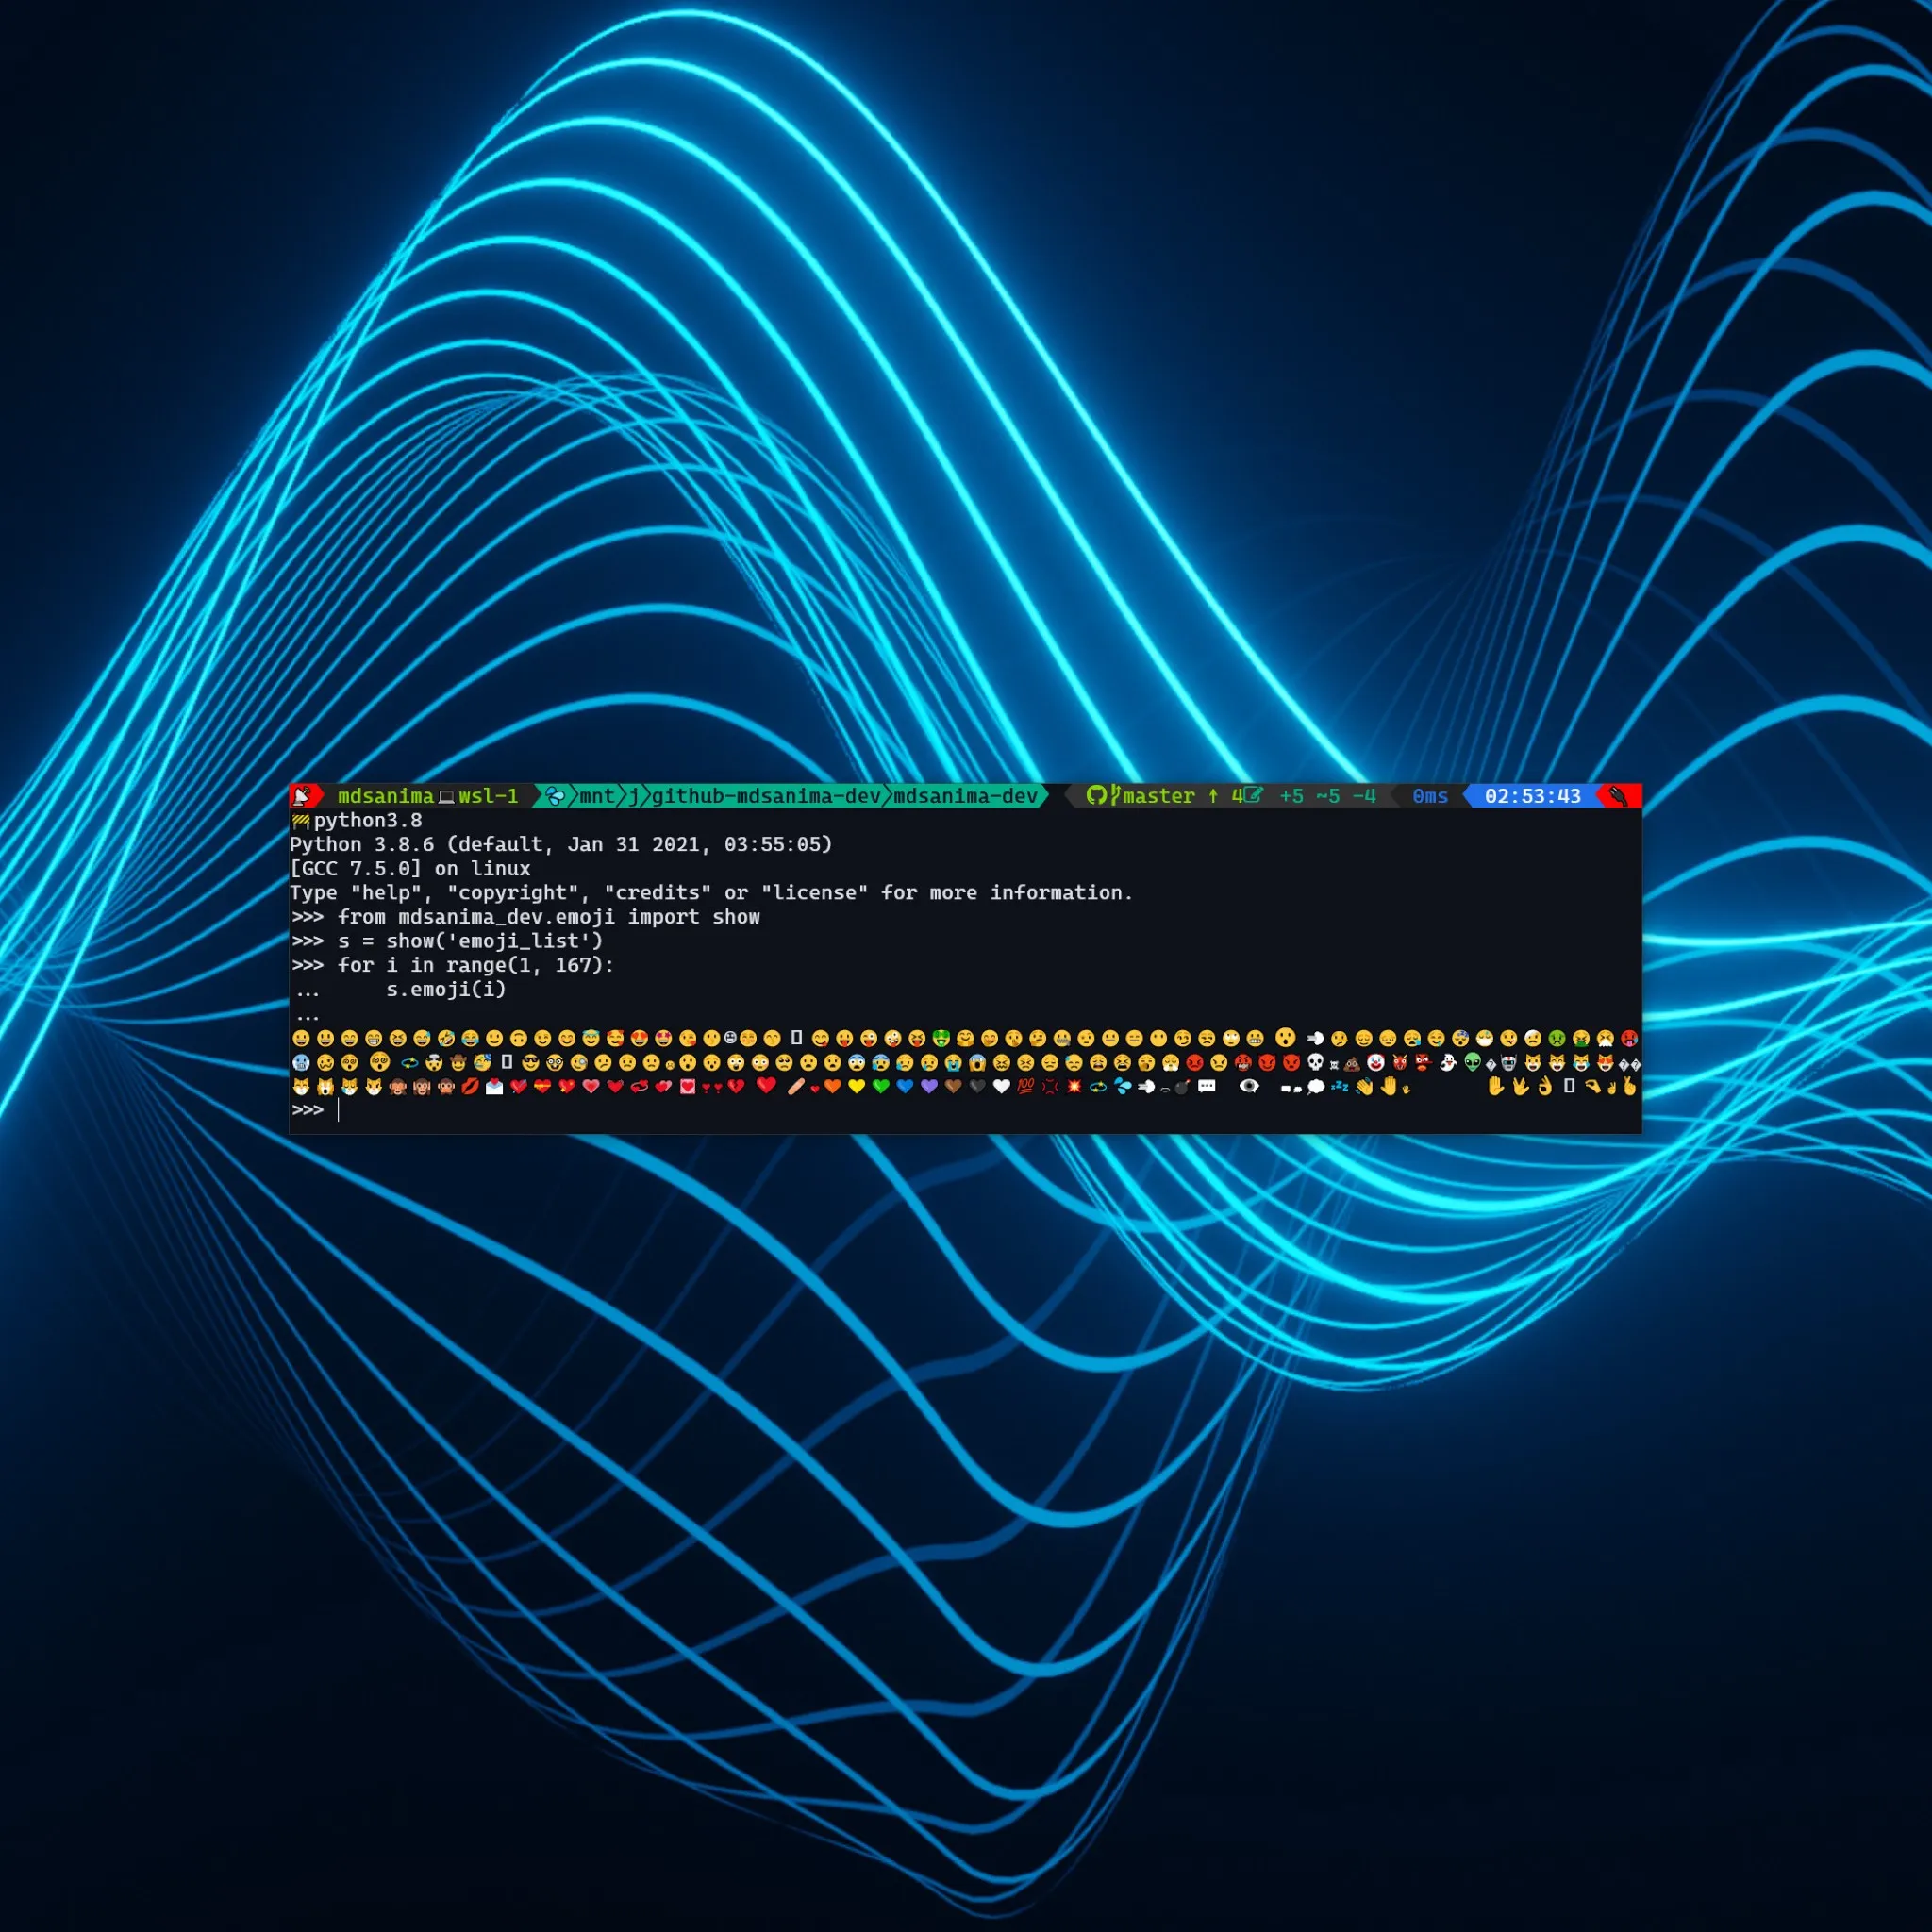 mdsanima wsl-1 mnt j github-mdsanima-dev mdsanima-dev master ↑ 4 +5 ~5 -4 0ms 02:53:43
python3.8
Python 3.8.6 (default, Jan 31 2021, 03:55:05)
[GCC 7.5.0] on linux
Type "help", "copyright", "credits" or "license" for more information.
>>> from mdsanima_dev.emoji import show
>>> s = show('emoji_list')
>>> for i in range(1, 167):
...     s.emoji(i)
...
>>>